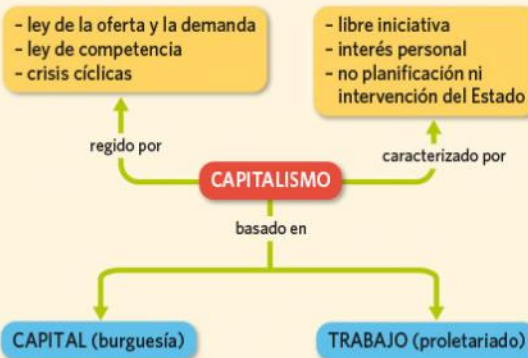 – ley de la oferta y la demanda
– ley de competencia
– crisis cíclicas
– libre iniciativa
– interés personal
– no planificación ni
intervención del Estado
regido por
caracterizado por
CAPITALISMO
basado en
CAPITAL (burguesía)
TRABAJO (proletariado)